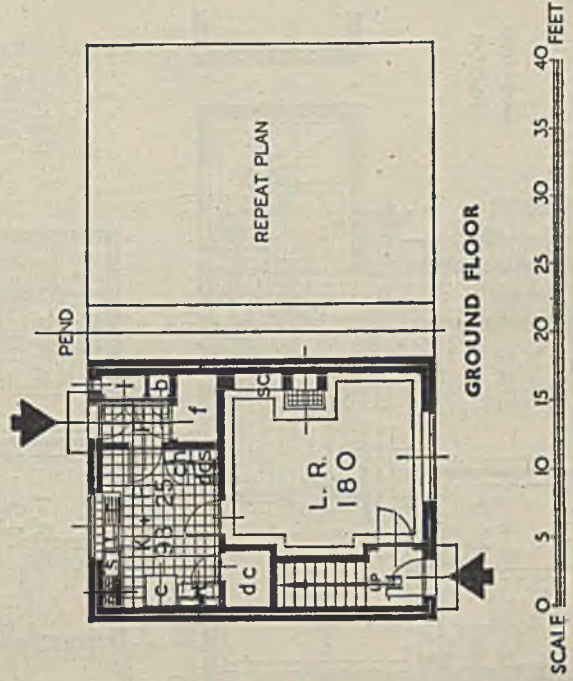 PEND
REPEAT PLAN
b
f
SC
K +
93 25
c
dc
L. R.
180
UP
GROUND FLOOR
SCALE 0 5 10 15 20 25 30 35 40 FEET